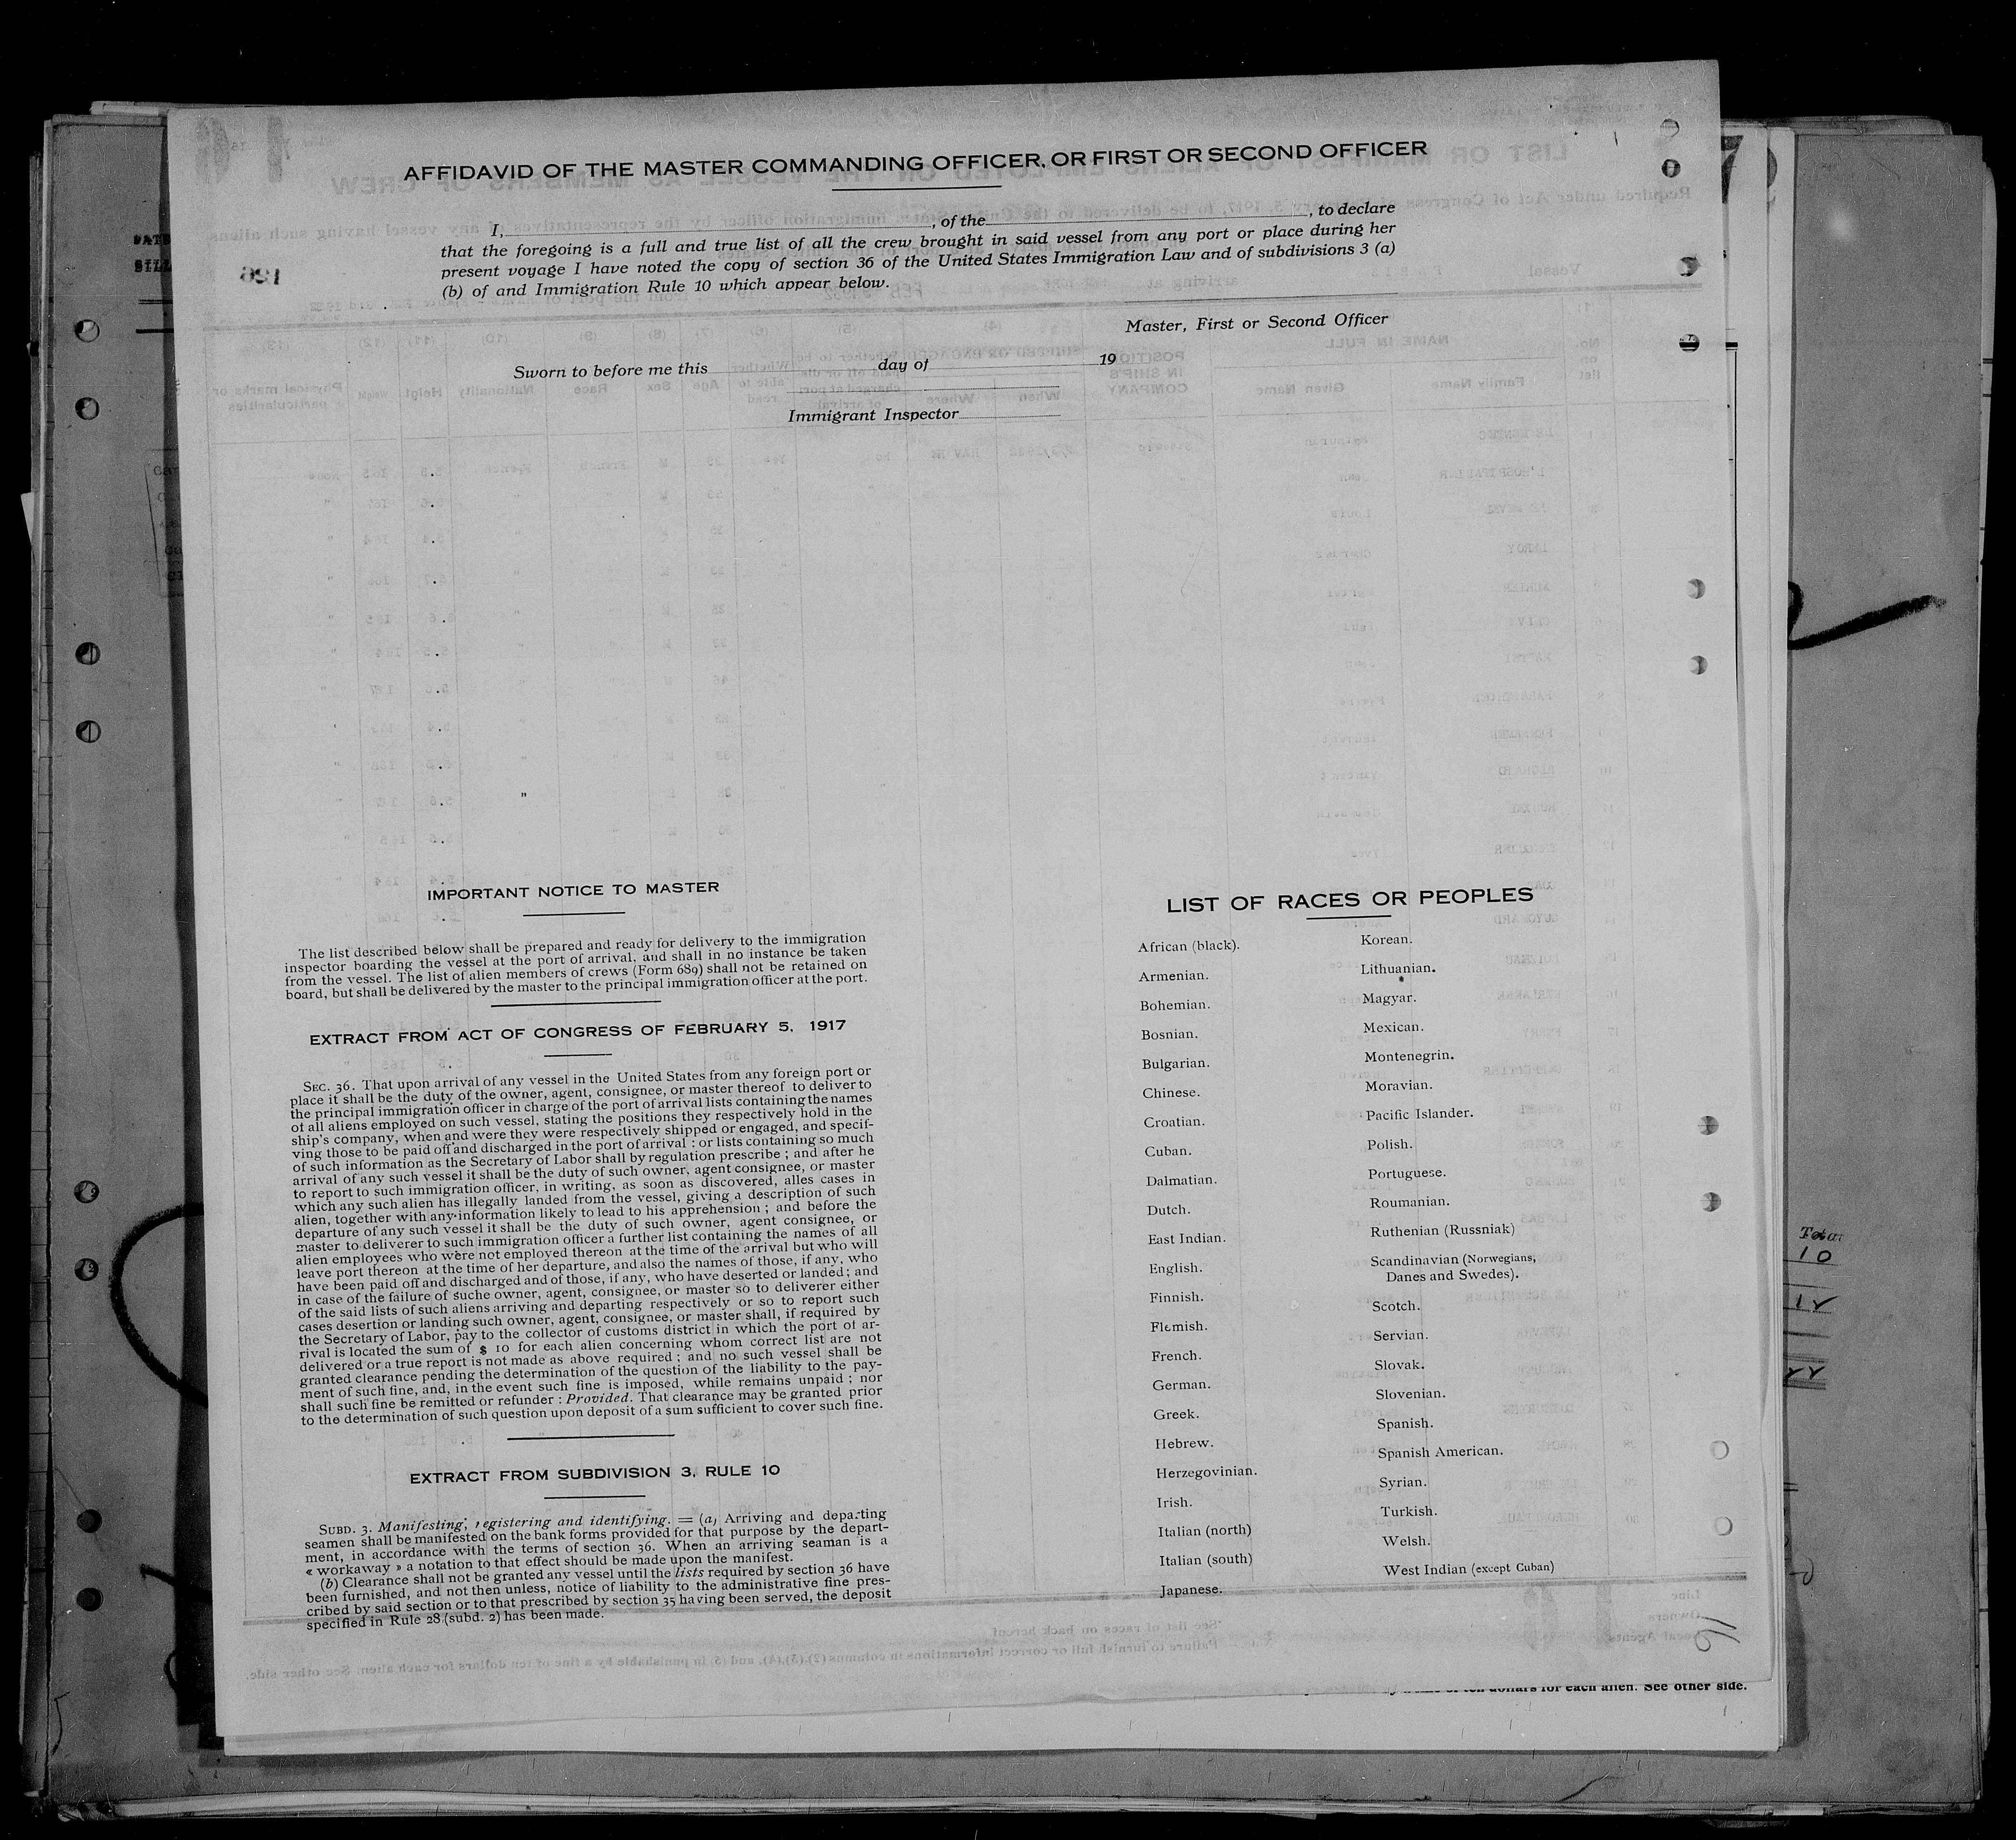 AFFIDAVID OF THE MASTER COMMANDING OFFICER, OR FIRST OR SECOND OFFICER
I, , of the , to declare
that the foregoing is a full and true list of all the crew brought in said vessel from any port or place during her
present voyage I have noted the copy of section 36 of the United States Immigration Law and of subdivisions 3 (a)
(b) of and Immigration Rule 10 which appear below.
Master, First or Second Officer
Sworn to before me this day of 19
Immigrant Inspector
IMPORTANT NOTICE TO MASTER
The list described below shall be prepared and ready for delivery to the immigration
inspector boarding the vessel at the port of arrival, and shall in no instance be taken
from the vessel. The list of alien members of crews (Form 689) shall not be retained on
board, but shall be delivered by the master to the principal immigration officer at the port.
EXTRACT FROM ACT OF CONGRESS OF FEBRUARY 5, 1917
SEC. 36. That upon arrival of any vessel in the United States from any foreign port or
place it shall be the duty of the owner, agent, consignee, or master thereof to deliver to
the principal immigration officer in charge of the port of arrival lists containing the names
of all aliens employed on such vessel, stating the positions they respectively hold in the
ship's company, when and were they were respectively shipped or engaged, and specif-
ving those to be paid off and discharged in the port of arrival : or lists containing so much
of such information as the Secretary of Labor shall by regulation prescribe ; and after he
arrival of any such vessel it shall be the duty of such owner, agent consignee, or master
to report to such immigration officer, in writing, as soon as discovered, alles cases in
which any such alien has illegally landed from the vessel, giving a description of such
alien, together with any information likely to lead to his apprehension ; and before the
departure of any such vessel it shall be the duty of such owner, agent consignee, or
master to deliverer to such immigration officer a further list containing the names of all
alien employees who were not employed thereon at the time of the arrival but who will
leave port thereon at the time of her departure, and also the names of those, if any, who
have been paid off and discharged and of those, if any, who have deserted or landed ; and
in case of the failure of suche owner, agent, consignee, or master so to deliverer either
of the said lists of such aliens arriving and departing respectively or so to report such
cases desertion or landing such owner, agent, consignee, or master shall, if required by
the Secretary of Labor, pay to the collector of customs district in which the port of ar-
rival is located the sum of $ 10 for each alien concerning whom correct list are not
delivered or a true report is not made as above required ; and no such vessel shall be
granted clearance pending the determination of the question of the liability to the pay-
ment of such fine, and, in the event such fine is imposed, while remains unpaid ; nor
shall such fine be remitted or refunder : Provided. That clearance may be granted prior
to the determination of such question upon deposit of a sum sufficient to cover such fine.
EXTRACT FROM SUBDIVISION 3, RULE 10
SUBD. 3. Manifesting, registering and identifying. = (a) Arriving and departing
seamen shall be manifested on the bank forms provided for that purpose by the depart-
ment, in accordance with the terms of section 36. When an arriving seaman is a
« workaway » a notation to that effect should be made upon the manifest.
(b) Clearance shall not be granted any vessel until the lists required by section 36 have
been furnished, and not then unless, notice of liability to the administrative fine pres-
cribed by said section or to that prescribed by section 35 having been served, the deposit
specified in Rule 28 (subd. 2) has been made.
LIST OF RACES OR PEOPLES
African (black).
Armenian.
Bohemian.
Bosnian.
Bulgarian.
Chinese.
Croatian.
Cuban.
Dalmatian.
Dutch.
East Indian.
English.
Finnish.
Flemish.
French.
German.
Greek.
Hebrew.
Herzegovinian.
Irish.
Italian (north)
Italian (south)
Japanese.
Korean.
Lithuanian.
Magyar.
Mexican.
Montenegrin.
Moravian.
Pacific Islander.
Polish.
Portuguese.
Roumanian.
Ruthenian (Russniak)
Scandinavian (Norwegians,
Danes and Swedes).
Scotch.
Servian.
Slovak.
Slovenian.
Spanish.
Spanish American.
Syrian.
Turkish.
Welsh.
West Indian (except Cuban)
16
for each alien. See other side.
Total
10